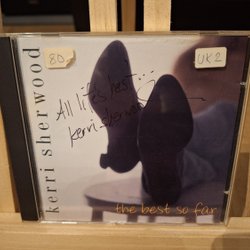 80
UK2
All life's best...
kerri sherwood
kerri sherwood
the best so far